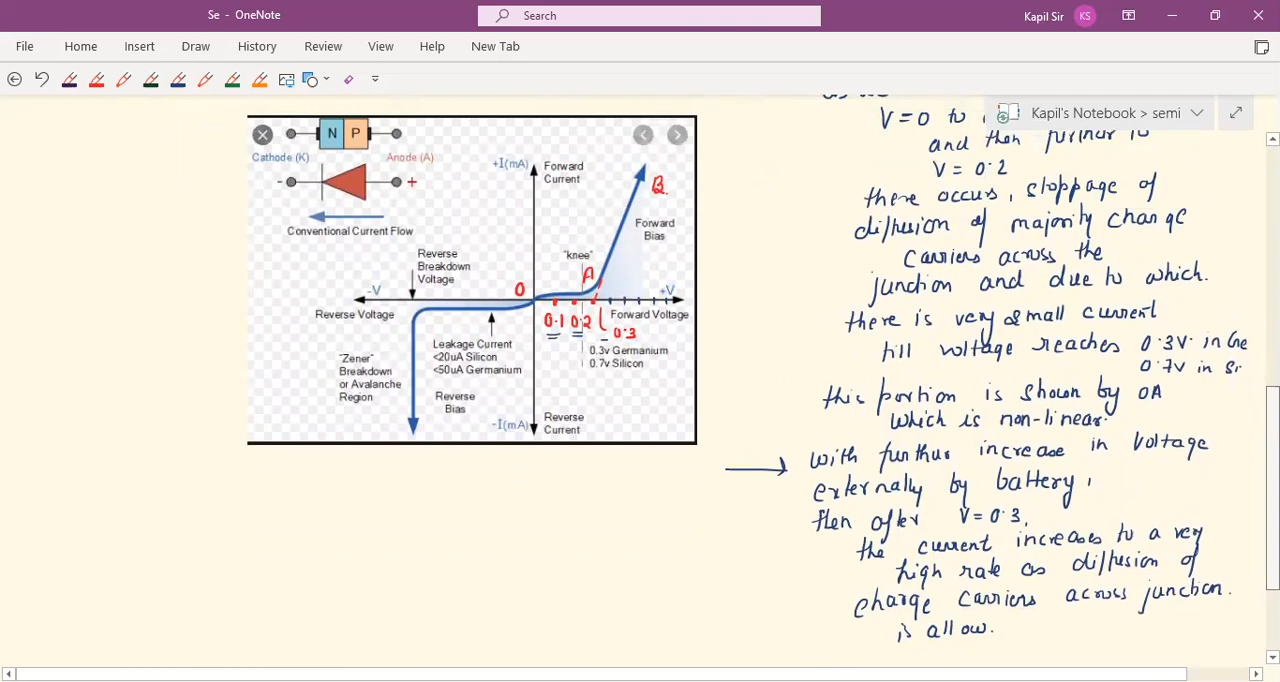 Se - OneNote
Search
Kapil Sir
KS
File
Home
Insert
Draw
History
Review
View
Help
New Tab
Kapil's Notebook > semi
N P
Cathode (K)
Anode (A)
- +
Conventional Current Flow
+I(mA)
Forward
Current
B
Forward
Bias
"knee"
A
Reverse
Breakdown
Voltage
O
-V
+V
Reverse Voltage
Forward Voltage
0.1 0.2 0.3
0.3v Germanium
0.7v Silicon
Leakage Current
<20uA Silicon
<50uA Germanium
"Zener"
Breakdown
or Avalanche
Region
Reverse
Bias
-I(mA)
Reverse
Current
V=0 to
and then further to
V = 0.2
there occurs, stoppage of
diffusion of majority charge
carriers across the
junction and due to which.
there is very small current
till voltage reaches 0.3V. in Ge
0.7V in Si
this portion is shown by OA
which is non-linear.
with further increase in voltage
externally by battery,
then after V = 0.3,
the current increases to a very
high rate as diffusion of
charge carriers across junction.
is allow.